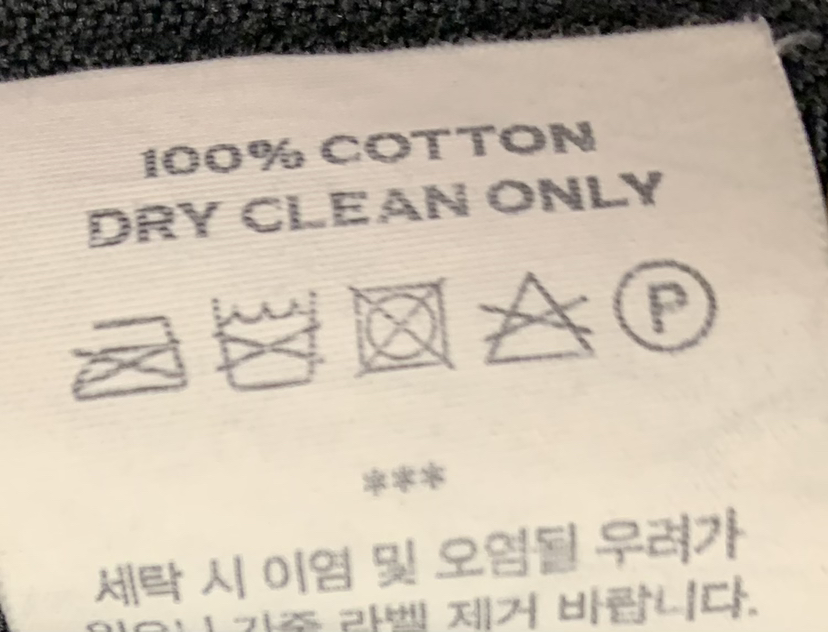 100% COTTON
DRY CLEAN ONLY
P
***
세탁 시 이염 및 오염될 우려가
라벨 제거 바랍니다.